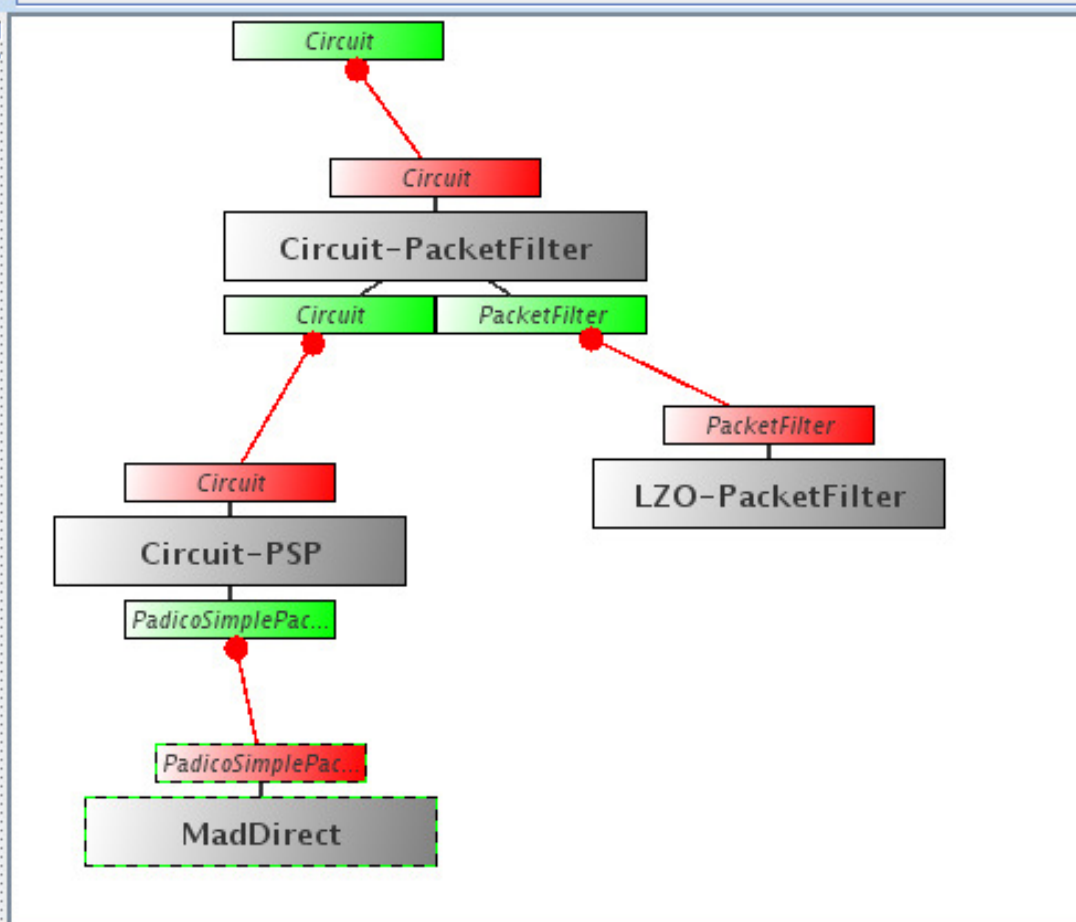 Circuit
Circuit
Circuit-PacketFilter
Circuit PacketFilter
PacketFilter
Circuit
LZO-PacketFilter
Circuit-PSP
PadicoSimplePac...
PadicoSimplePac...
MadDirect